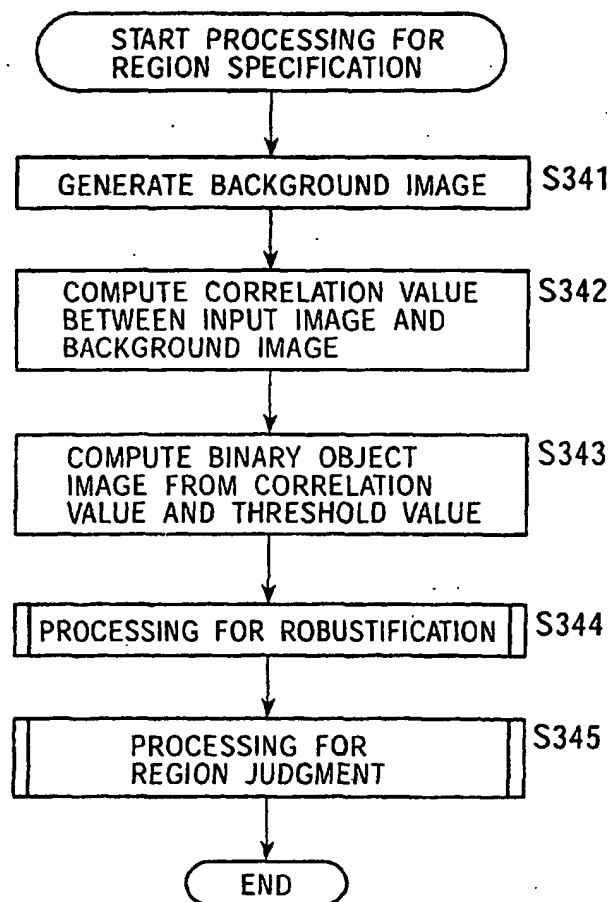 START PROCESSING FOR
REGION SPECIFICATION
GENERATE BACKGROUND IMAGE
S341
COMPUTE CORRELATION VALUE
BETWEEN INPUT IMAGE AND
BACKGROUND IMAGE
S342
COMPUTE BINARY OBJECT
IMAGE FROM CORRELATION
VALUE AND THRESHOLD VALUE
S343
PROCESSING FOR ROBUSTIFICATION
S344
PROCESSING FOR
REGION JUDGMENT
S345
END